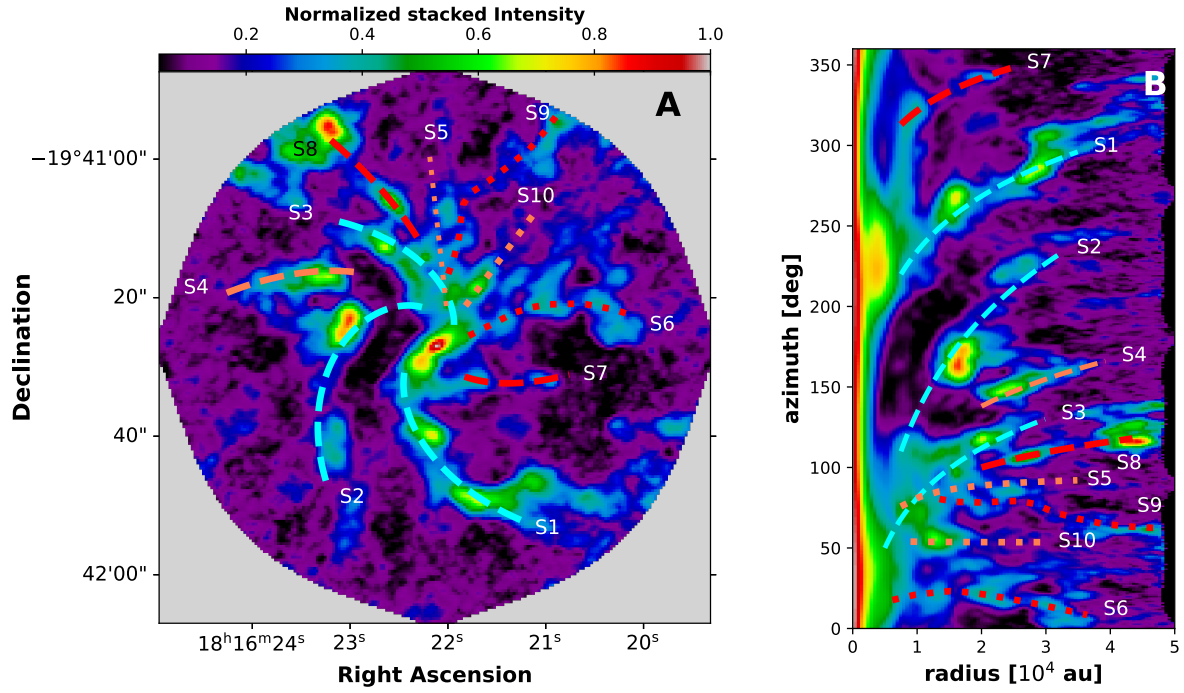 Normalized stacked Intensity
0.2 0.4 0.6 0.8 1.0
A
S9
S5
S8
S10
S3
S4
S6
S7
S2
S1
−19°41'00"
20"
40"
42'00"
Declination
18ʰ16ᵐ24ˢ 23ˢ 22ˢ 21ˢ 20ˢ
Right Ascension
B
S7
S1
S2
S4
S3
S8
S5
S9
S10
S6
350
300
250
200
150
100
50
0
azimuth [deg]
0 1 2 3 4 5
radius [10⁴ au]